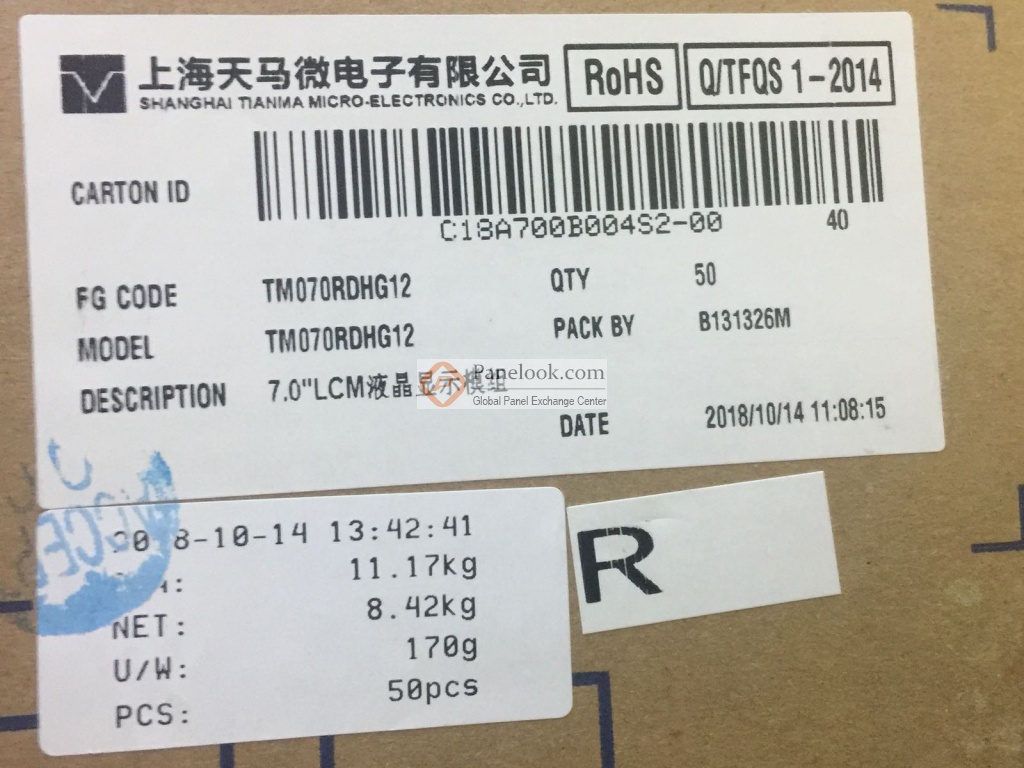 上海天马微电子有限公司
SHANGHAI TIANMA MICRO-ELECTRONICS CO.,LTD.
RoHS
Q/TFQS 1-2014
CARTON ID
C18A700B004S2-00
40
FG CODE TM070RDHG12 QTY 50
MODEL TM070RDHG12 PACK BY B131326M
DESCRIPTION 7.0"LCM液晶显示模组
Panelook.com
Global Panel Exchange Center
DATE 2018/10/14 11:08:15
8-10-14 13:42:41
11.17kg
NET: 8.42kg
U/W: 170g
PCS: 50pcs
R